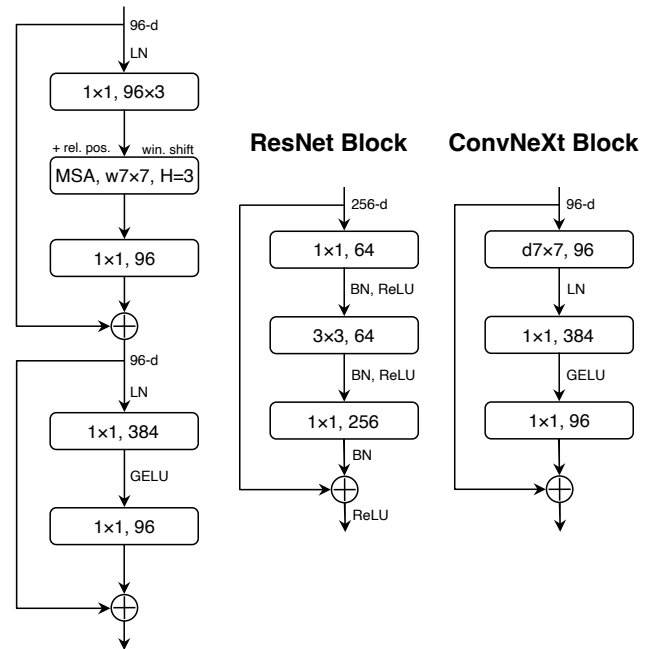 96-d
LN
1×1, 96×3
+ rel. pos. win. shift
MSA, w7×7, H=3
1×1, 96
96-d
LN
1×1, 384
GELU
1×1, 96
ResNet Block
256-d
1×1, 64
BN, ReLU
3×3, 64
BN, ReLU
1×1, 256
BN
ReLU
ConvNeXt Block
96-d
d7×7, 96
LN
1×1, 384
GELU
1×1, 96